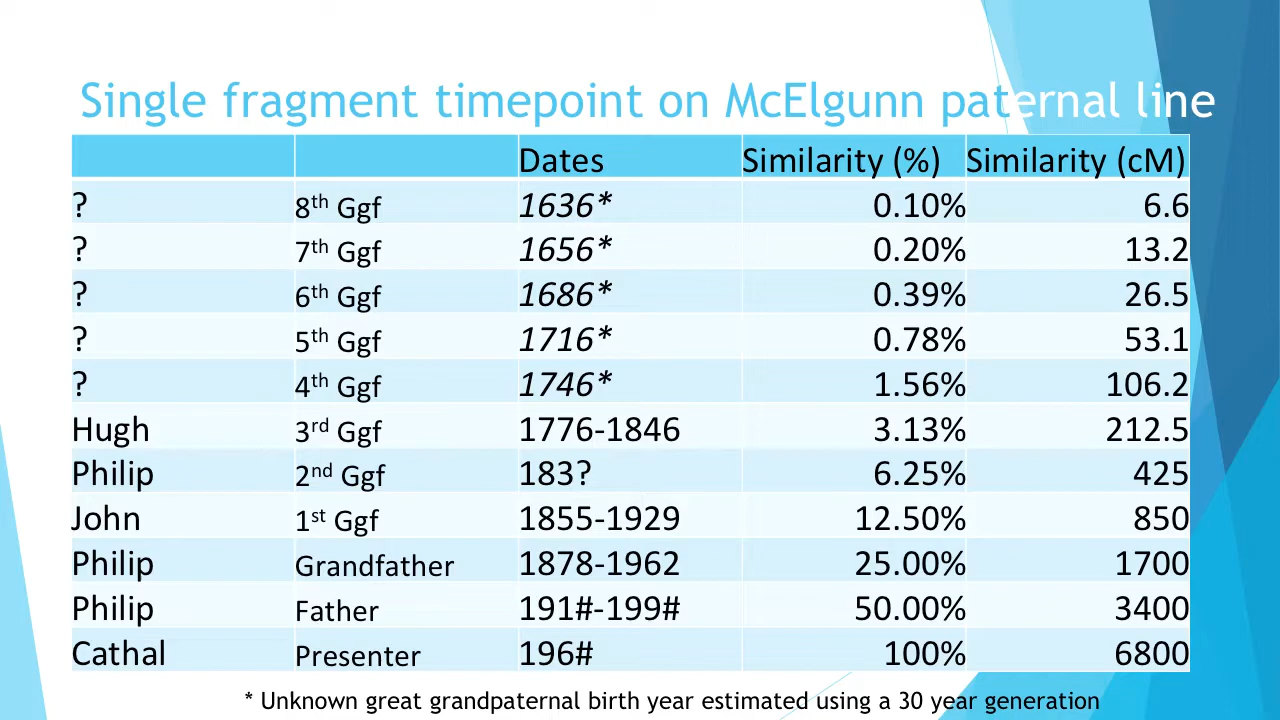 Single fragment timepoint on McElgunn paternal line
Dates Similarity (%) Similarity (cM)
? 8th Ggf 1636* 0.10% 6.6
? 7th Ggf 1656* 0.20% 13.2
? 6th Ggf 1686* 0.39% 26.5
? 5th Ggf 1716* 0.78% 53.1
? 4th Ggf 1746* 1.56% 106.2
Hugh 3rd Ggf 1776-1846 3.13% 212.5
Philip 2nd Ggf 183? 6.25% 425
John 1st Ggf 1855-1929 12.50% 850
Philip Grandfather 1878-1962 25.00% 1700
Philip Father 191#-199# 50.00% 3400
Cathal Presenter 196# 100% 6800
* Unknown great grandpaternal birth year estimated using a 30 year generation